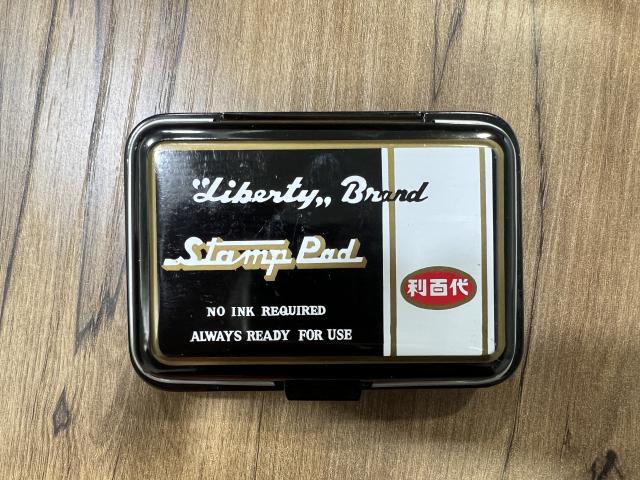 "Liberty„ Brand
Stamp Pad
利百代
NO INK REQUIRED
ALWAYS READY FOR USE